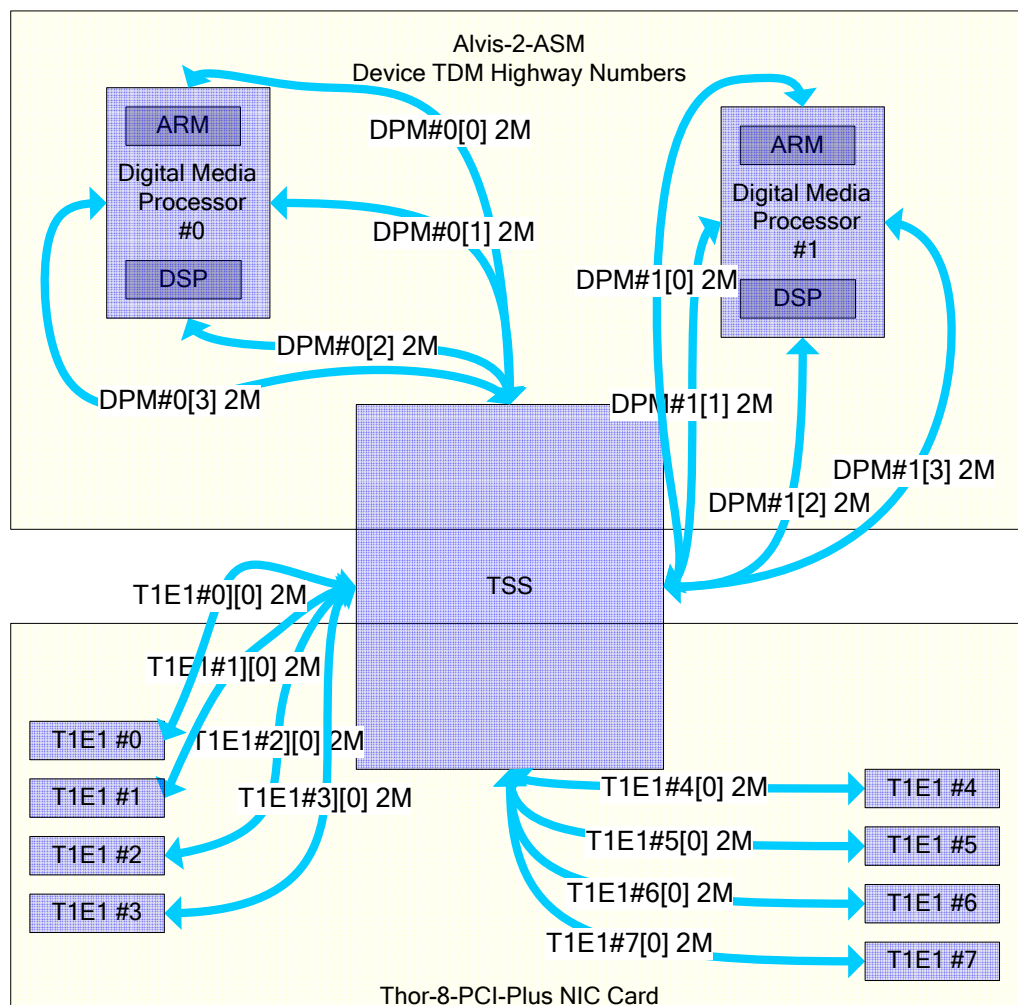 Alvis-2-ASM
Device TDM Highway Numbers
ARM
Digital Media
Processor
#0
DSP
DPM#0[0] 2M
DPM#0[1] 2M
DPM#0[2] 2M
DPM#0[3] 2M
ARM
Digital Media
Processor
#1
DSP
DPM#1[0] 2M
DPM#1[1] 2M
DPM#1[2] 2M
DPM#1[3] 2M
TSS
T1E1#0][0] 2M
T1E1#1][0] 2M
T1E1#2][0] 2M
T1E1#3][0] 2M
T1E1 #0
T1E1 #1
T1E1 #2
T1E1 #3
T1E1#4[0] 2M
T1E1#5[0] 2M
T1E1#6[0] 2M
T1E1#7[0] 2M
T1E1 #4
T1E1 #5
T1E1 #6
T1E1 #7
Thor-8-PCI-Plus NIC Card